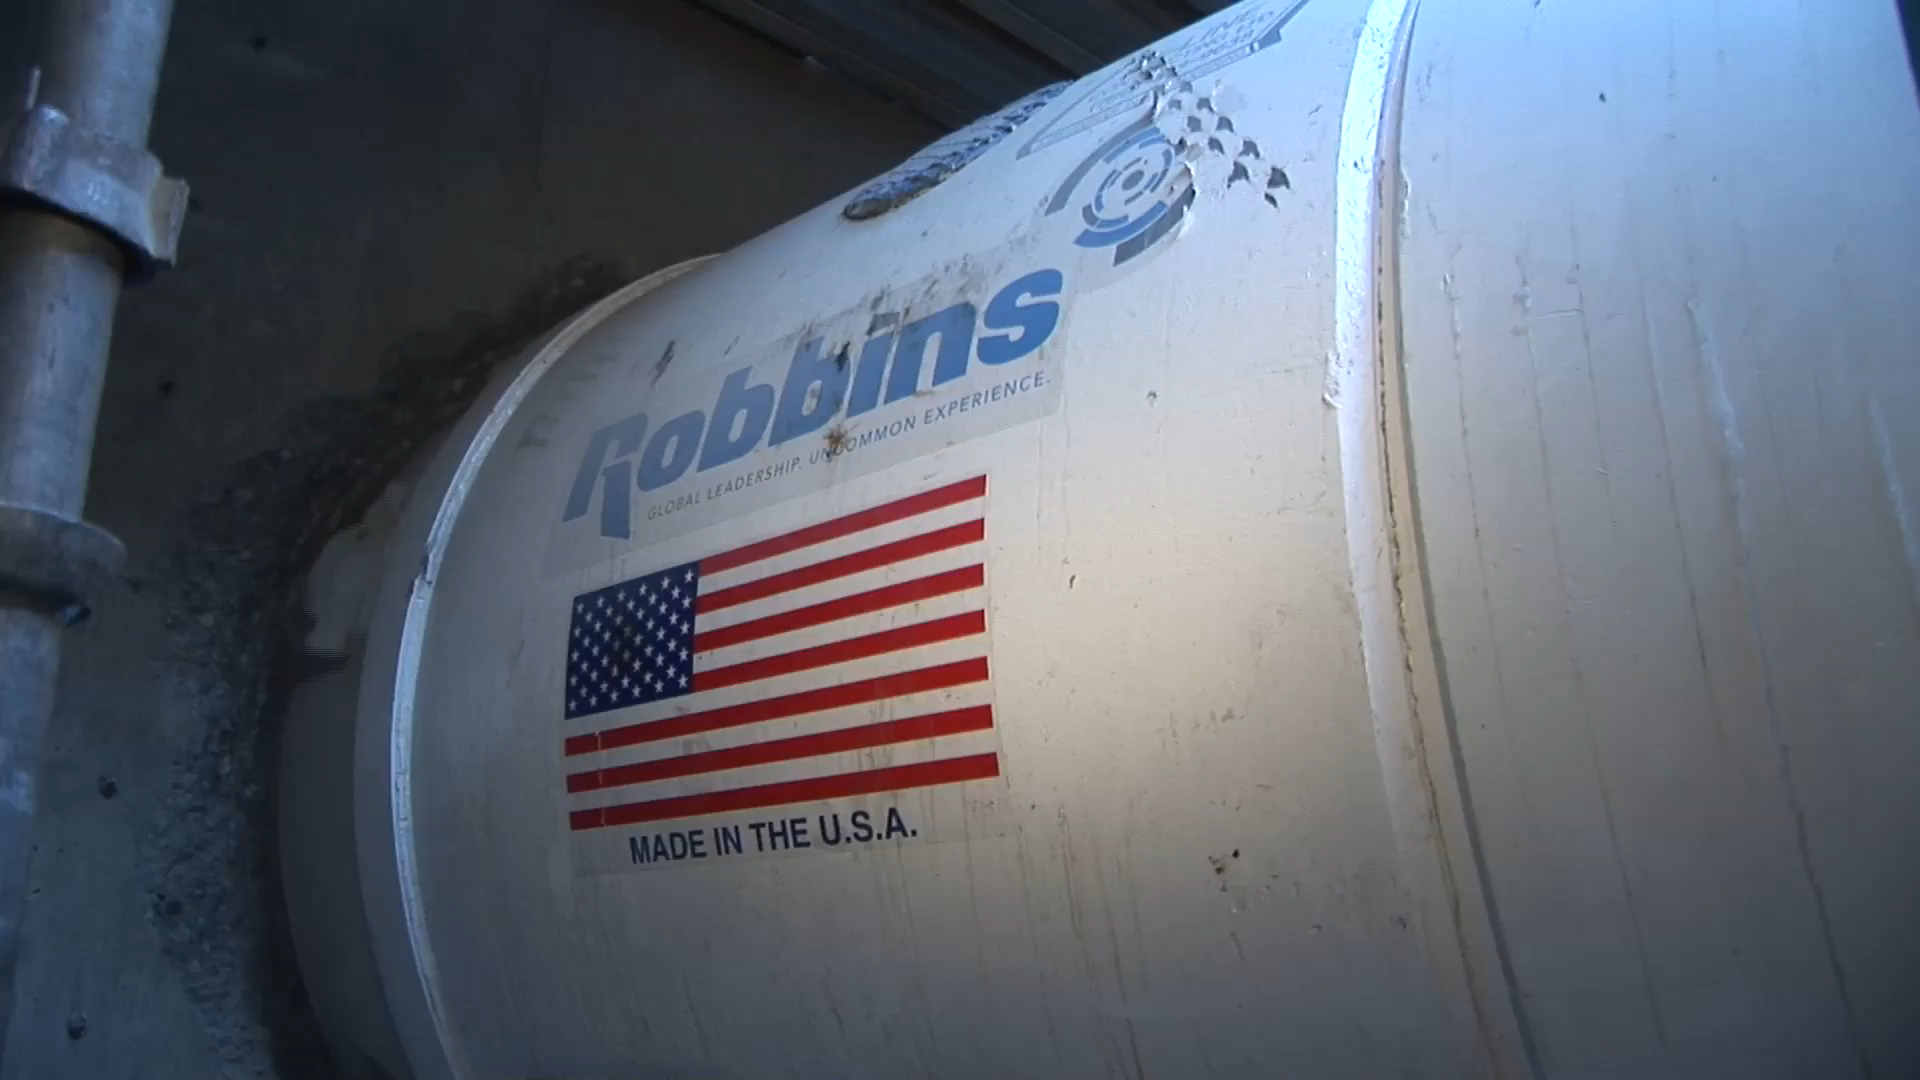 Robbins
GLOBAL LEADERSHIP. UNCOMMON EXPERIENCE.
MADE IN THE U.S.A.